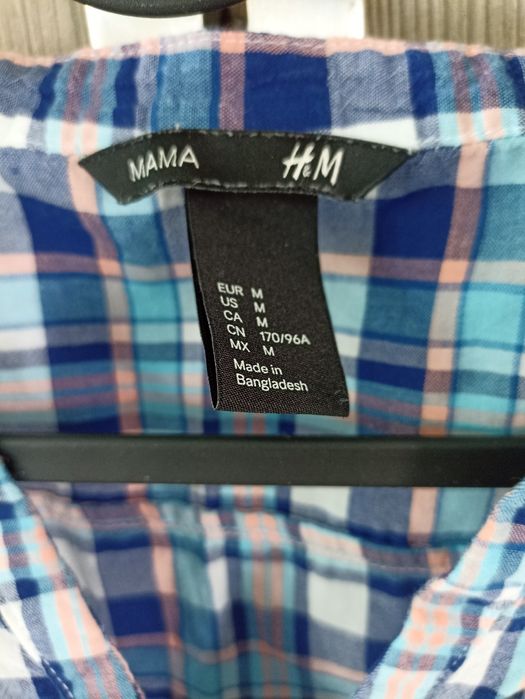 MAMA H&M
EUR M
US M
CA M
CN 170/96A
MX M
Made in
Bangladesh